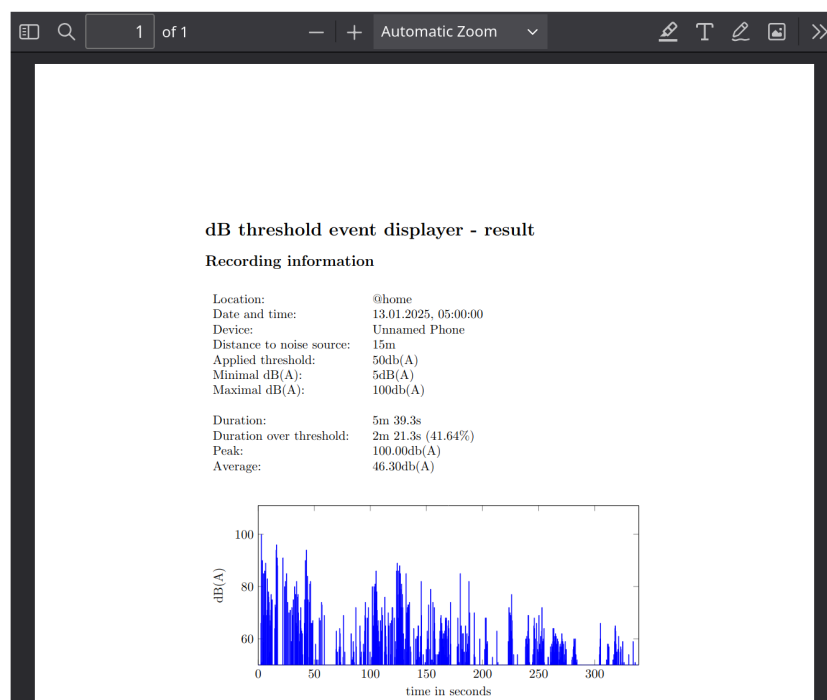 1 of 1 Automatic Zoom
dB threshold event displayer - result
Recording information
Location: @home
Date and time: 13.01.2025, 05:00:00
Device: Unnamed Phone
Distance to noise source: 15m
Applied threshold: 50db(A)
Minimal dB(A): 5dB(A)
Maximal dB(A): 100db(A)
Duration: 5m 39.3s
Duration over threshold: 2m 21.3s (41.64%)
Peak: 100.00db(A)
Average: 46.30db(A)
100
80
60
dB(A)
0 50 100 150 200 250 300
time in seconds